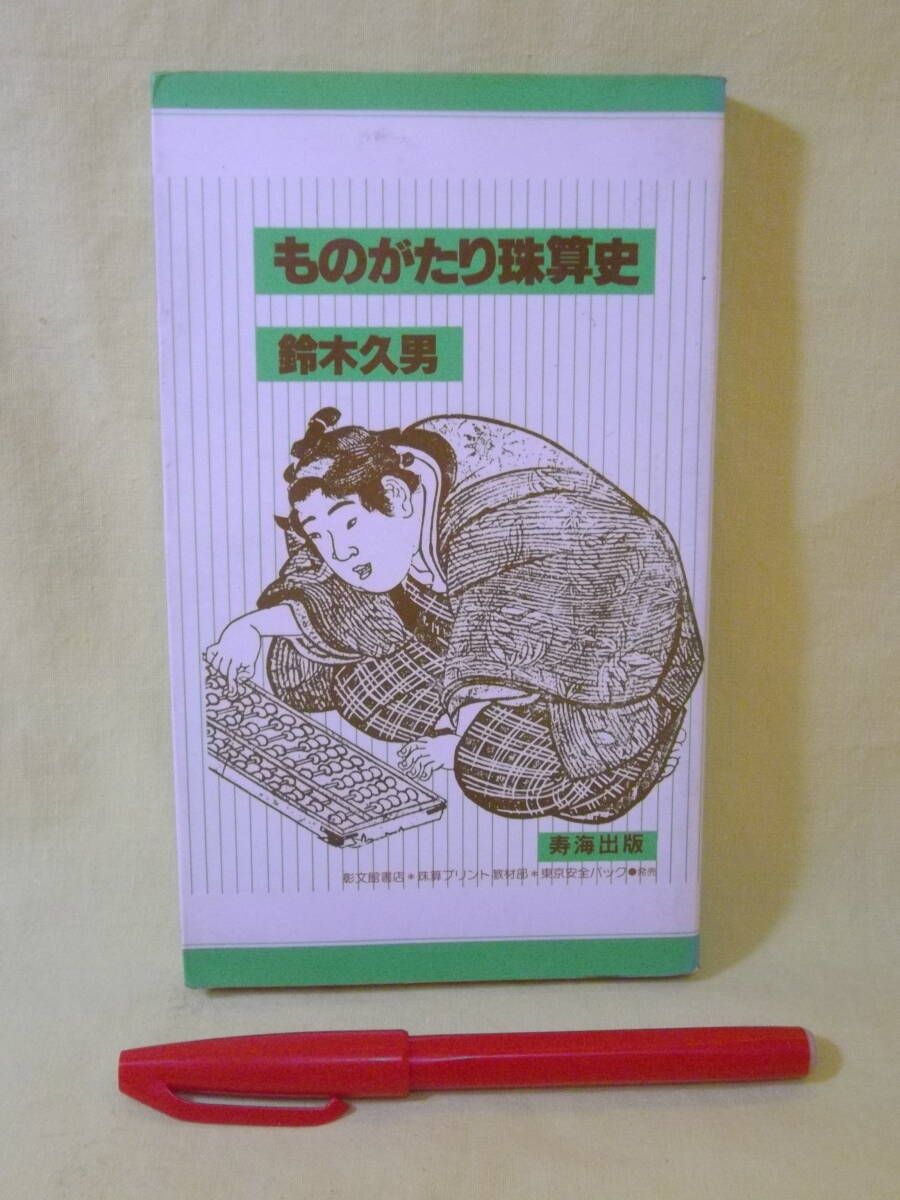 ものがたり珠算史
鈴木久男
寿海出版
彰文館書店＊珠算プリント教材部＊東京安全パック●発売